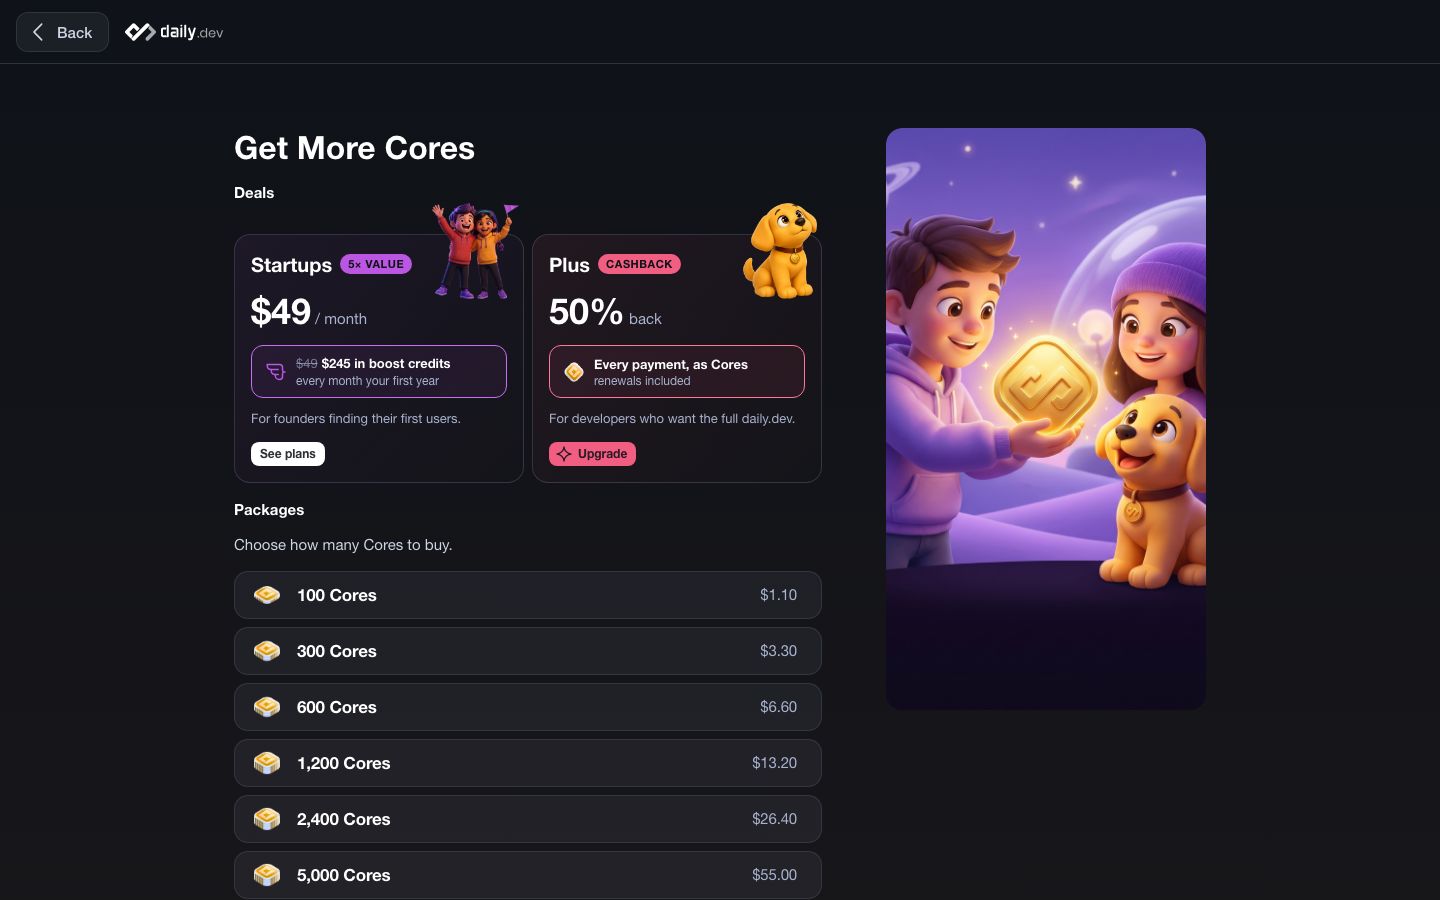 Back
daily.dev
Get More Cores
Deals
Startups 5× VALUE
$49 / month
$49 $245 in boost credits
every month your first year
For founders finding their first users.
See plans
Plus CASHBACK
50% back
Every payment, as Cores
renewals included
For developers who want the full daily.dev.
Upgrade
Packages
Choose how many Cores to buy.
100 Cores $1.10
300 Cores $3.30
600 Cores $6.60
1,200 Cores $13.20
2,400 Cores $26.40
5,000 Cores $55.00